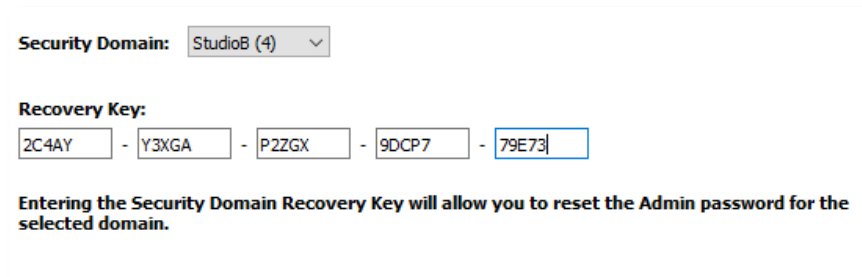 Security Domain: StudioB (4)
Recovery Key:
2C4AY - Y3XGA - P2ZGX - 9DCP7 - 79E73
Entering the Security Domain Recovery Key will allow you to reset the Admin password for the
selected domain.